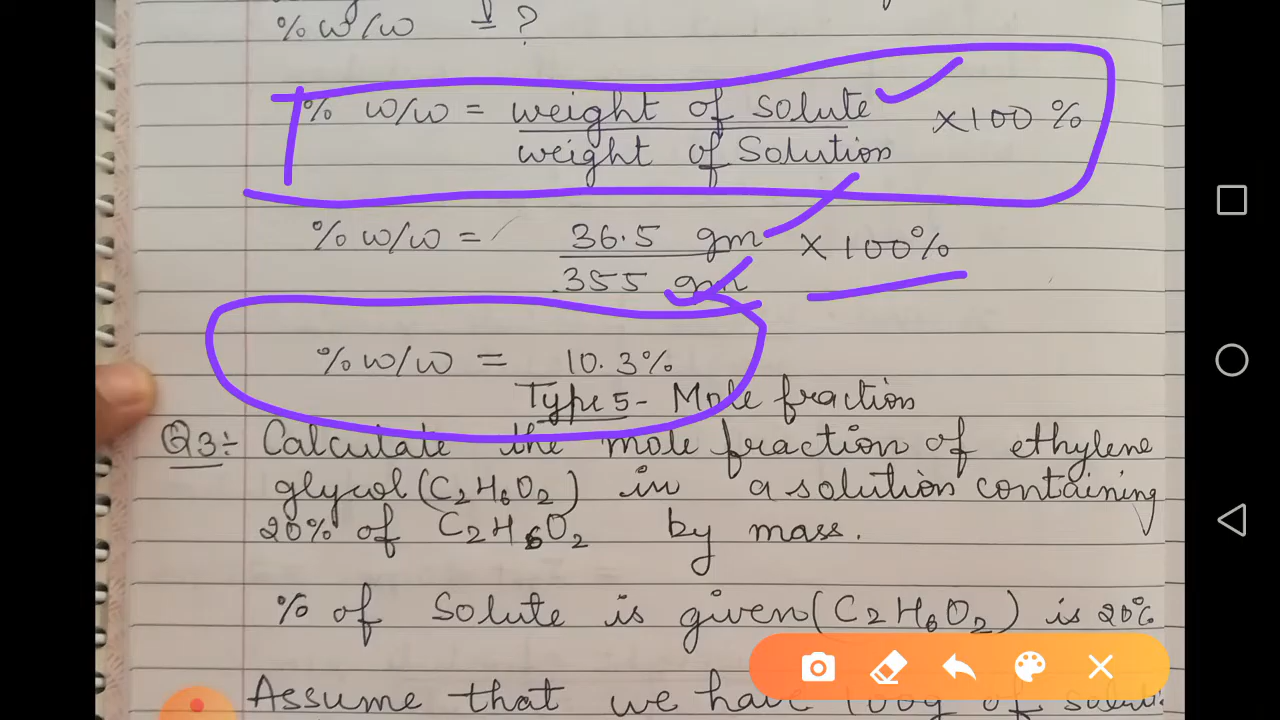 % w/w = ?
% w/w = weight of solute × 100 %
weight of Solution
% w/w = 36.5 gm × 100%
355 gm
% w/w = 10.3%
Type 5- Mole fraction
Q3:- Calculate the mole fraction of ethylene
glycol (C2H6O2) in a solution containing
20% of C2H6O2 by mass.
% of Solute is given (C2H6O2) is 20%
Assume that we have 100g of